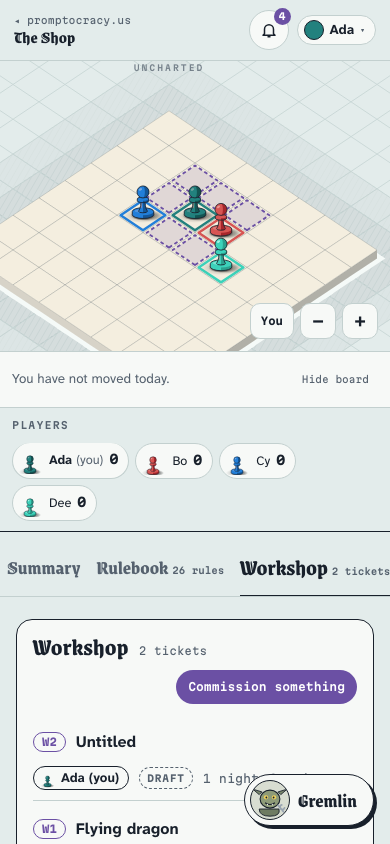 ◂ promptocracy.us
The Shop
4
Ada ▾
UNCHARTED
You − +
You have not moved today.
Hide board
PLAYERS
Ada (you) 0
Bo 0
Cy 0
Dee 0
Summary
Rulebook 26 rules
Workshop 2 tickets
Workshop 2 tickets
Commission something
W2 Untitled
Ada (you) DRAFT 1 night
Gremlin
W1 Flying dragon